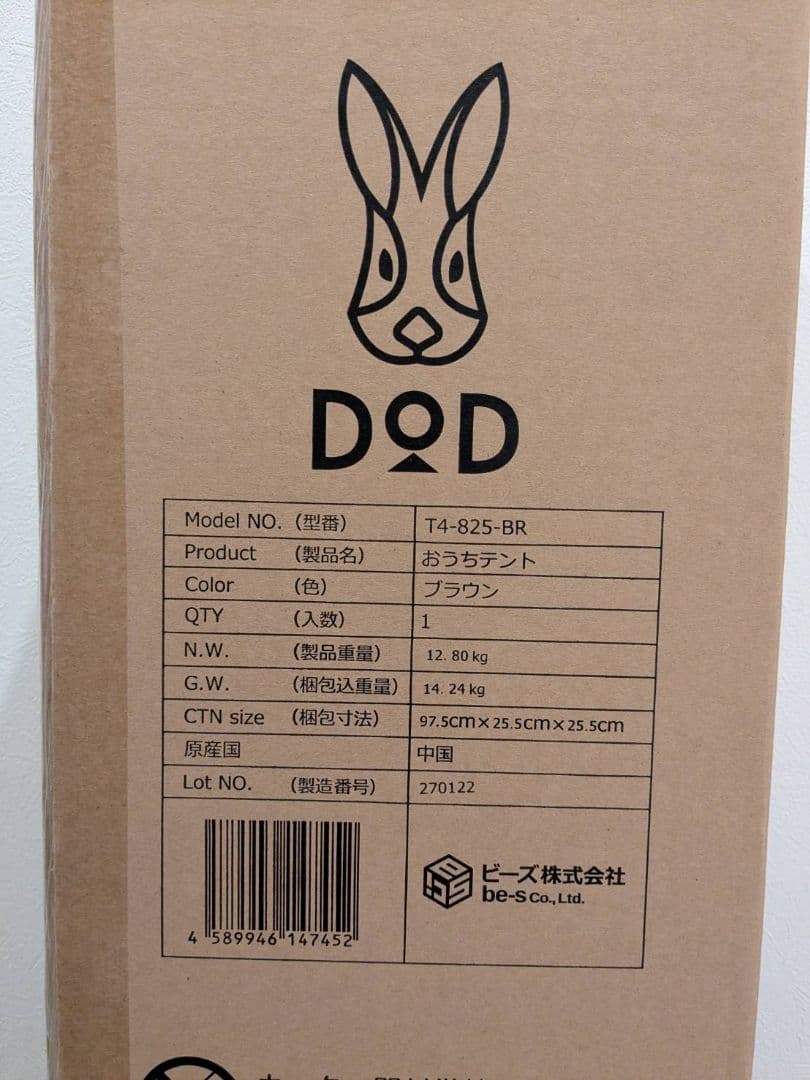 DOD
Model NO. (型番) T4-825-BR
Product (製品名) おうちテント
Color (色) ブラウン
QTY (入数) 1
N.W. (製品重量) 12.80kg
G.W. (梱包込重量) 14.24kg
CTN size (梱包寸法) 97.5cm×25.5cm×25.5cm
原産国 中国
Lot NO. (製造番号) 270122
ビーズ株式会社
be-s Co.,Ltd.
4 589946 147452